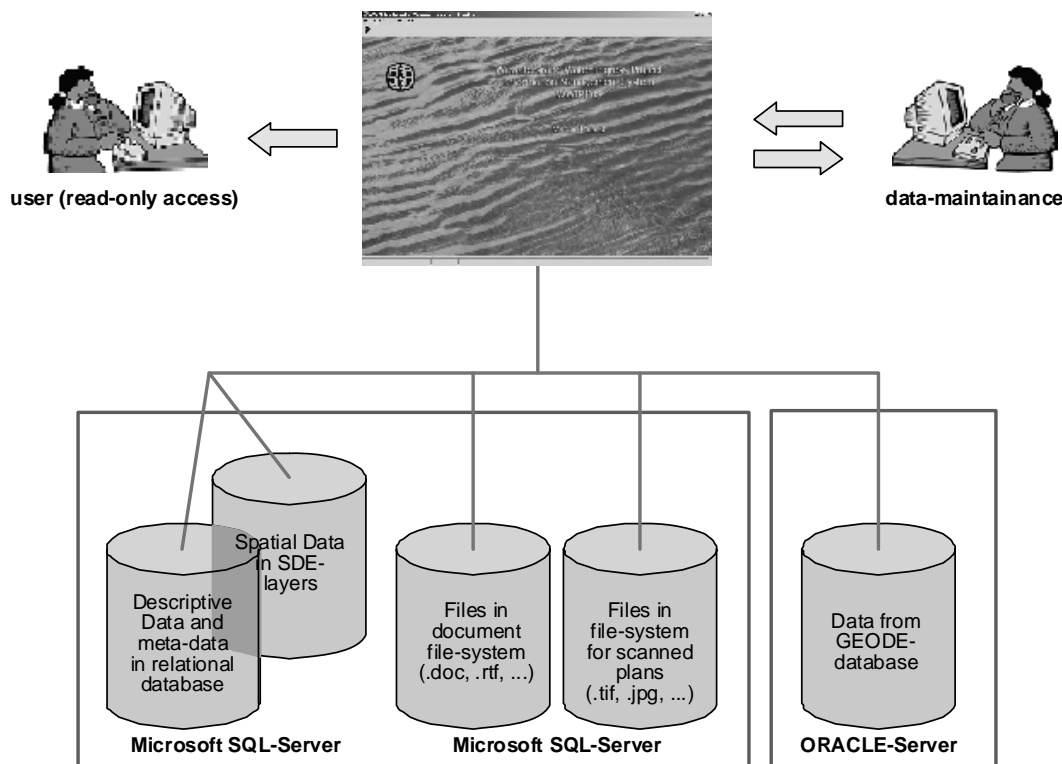 user (read-only access)
data-maintainance
Spatial Data
in SDE-
layers
Descriptive
Data and
meta-data
in relational
database
Files in
document
file-system
(.doc, .rtf, ...)
Files in
file-system
for scanned
plans
(.tif, .jpg, ...)
Data from
GEODE-
database
Microsoft SQL-Server
Microsoft SQL-Server
ORACLE-Server